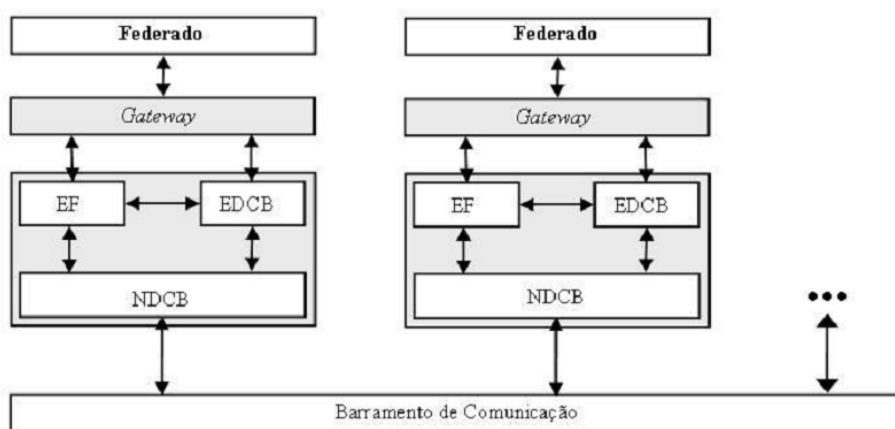 Federado
Federado
Gateway
Gateway
EF
EDCB
EF
EDCB
NDCB
NDCB
Barramento de Comunicação